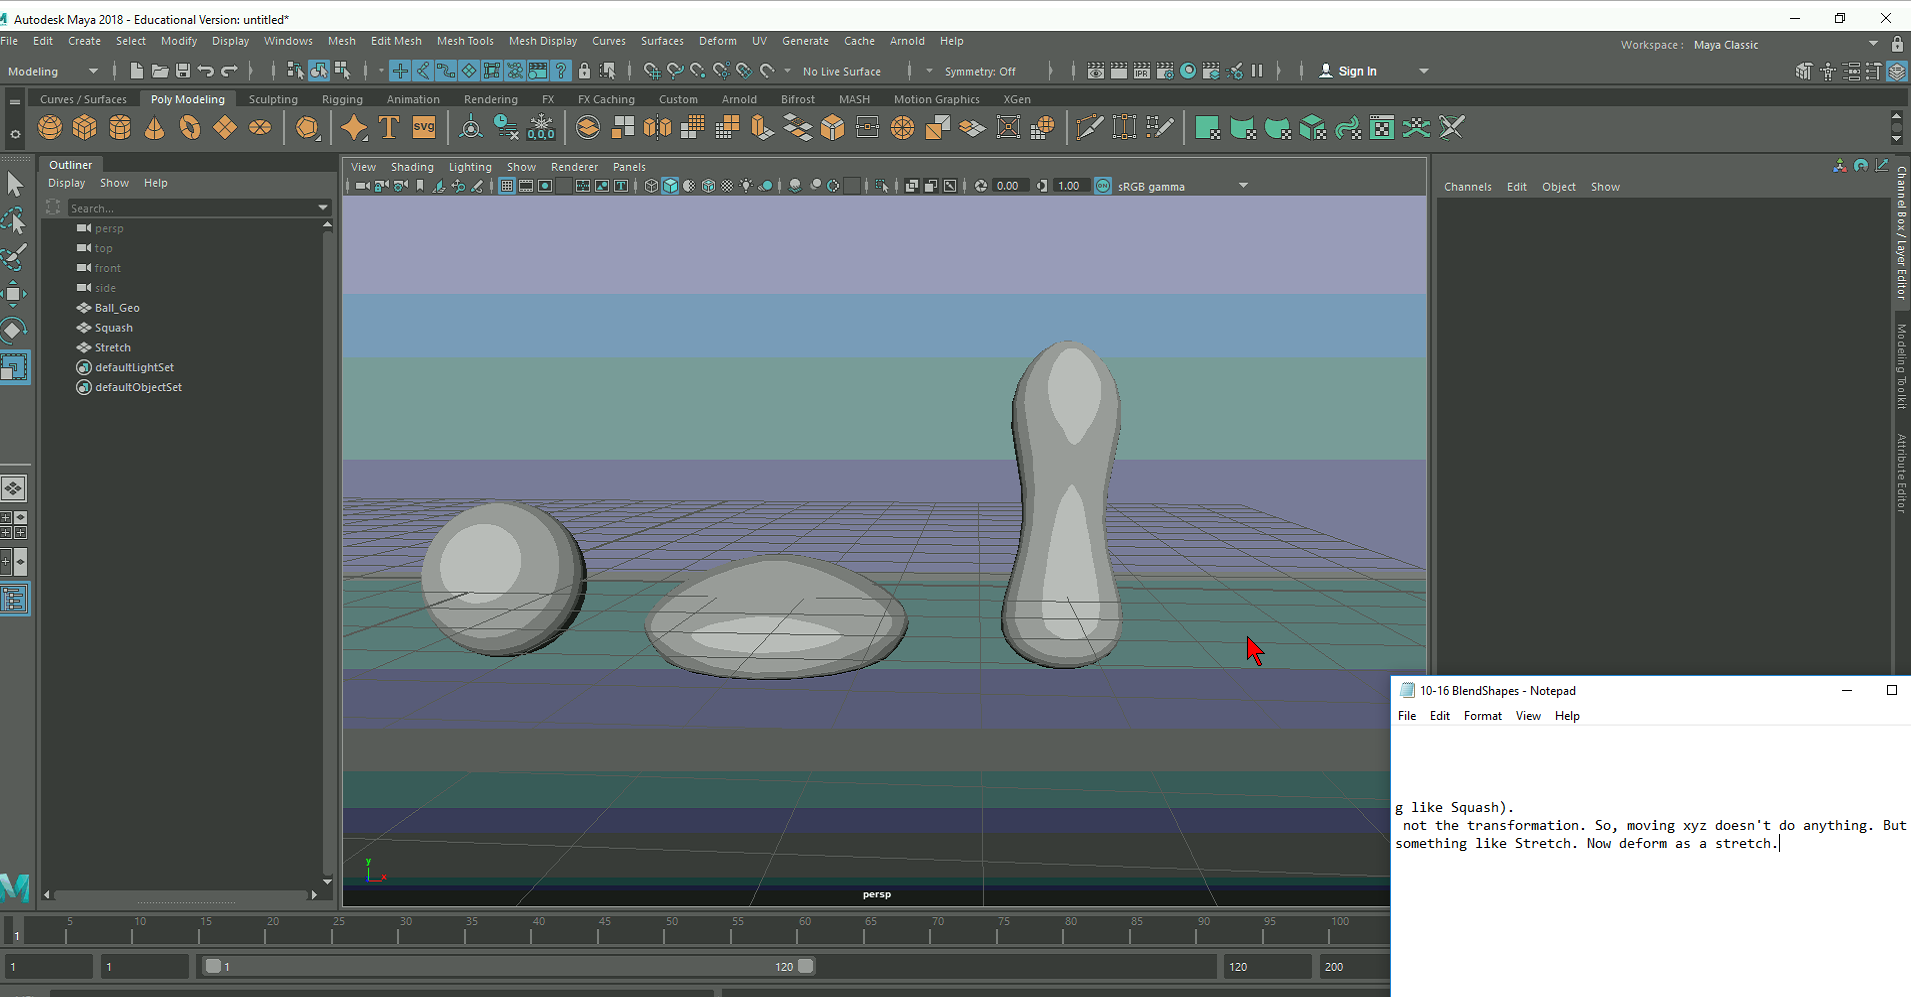 Autodesk Maya 2018 - Educational Version: untitled*
File Edit Create Select Modify Display Windows Mesh Edit Mesh Mesh Tools Mesh Display Curves Surfaces Deform UV Generate Cache Arnold Help
Workspace : Maya Classic
Modeling
No Live Surface
Symmetry: Off
IPR
Sign In
Curves / Surfaces Poly Modeling Sculpting Rigging Animation Rendering FX FX Caching Custom Arnold Bifrost MASH Motion Graphics XGen
T
SVG
0,0,0
Outliner
Display Show Help
Search...
persp
top
front
side
Ball_Geo
Squash
Stretch
defaultLightSet
defaultObjectSet
View Shading Lighting Show Renderer Panels
0.00
1.00
ON
sRGB gamma
y
x
persp
Channels Edit Object Show
Channel Box / Layer Editor
Modeling Toolkit
Attribute Editor
10-16 BlendShapes - Notepad
File Edit Format View Help
g like Squash).
not the transformation. So, moving xyz doesn't do anything. But
something like Stretch. Now deform as a stretch.
1
5 10 15 20 25 30 35 40 45 50 55 60 65 70 75 80 85 90 95 100
1 1 1 120 120 200